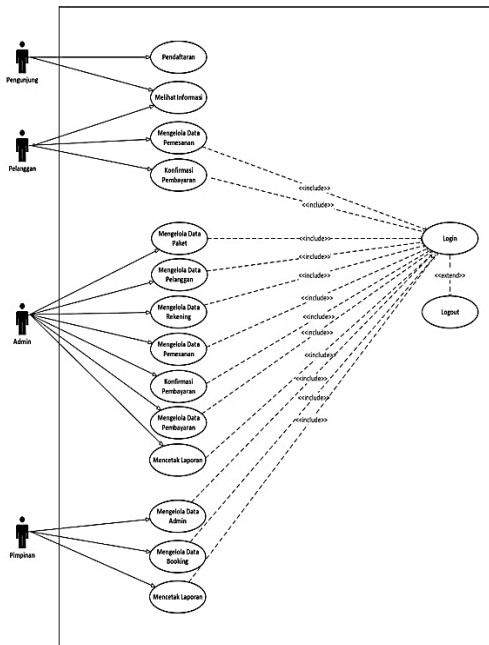 Pendaftaran
Pengunjung
Melihat Informasi
Mengelola Data
Pemesanan
Pelanggan
Konfirmasi
Pembayaran
<<include>>
<<include>>
Mengelola Data
Paket
<<include>>
Login
Mengelola Data
Pelanggan
<<include>>
<<extend>>
Mengelola Data
Rekening
<<include>>
Logout
Admin
Mengelola Data
Pemesanan
<<include>>
Konfirmasi
Pembayaran
<<include>>
<<include>>
Mengelola Data
Pembayaran
<<include>>
Mencetak Laporan
<<include>>
<<include>>
<<include>>
Mengelola Data
Admin
Pimpinan
Mengelola Data
Booking
Mencetak Laporan